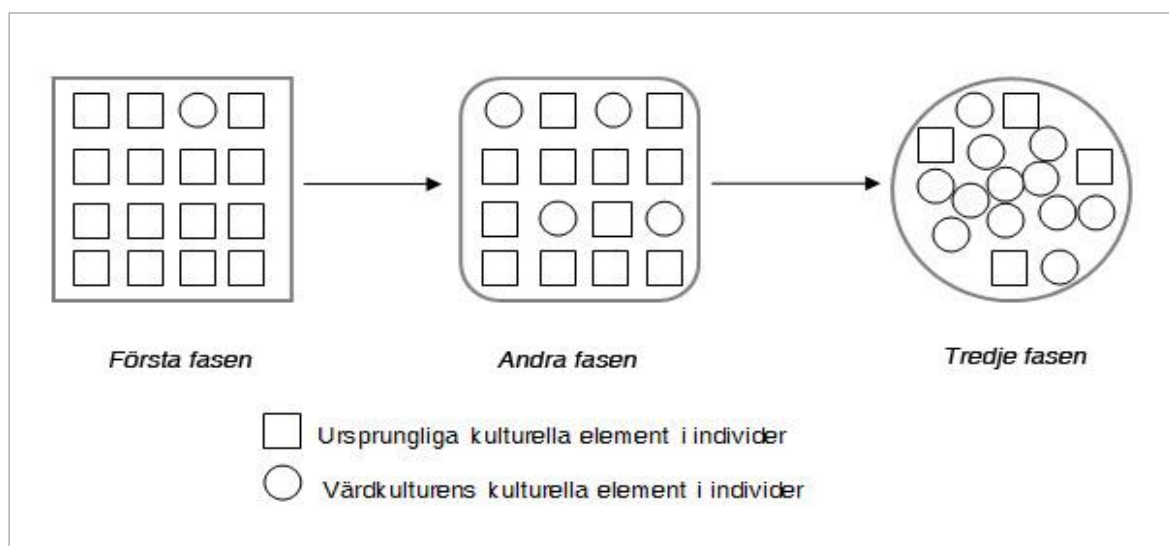 Första fasen
Andra fasen
Tredje fasen
Ursprungliga kulturella element i individer
Värdkulturens kulturella element i individer